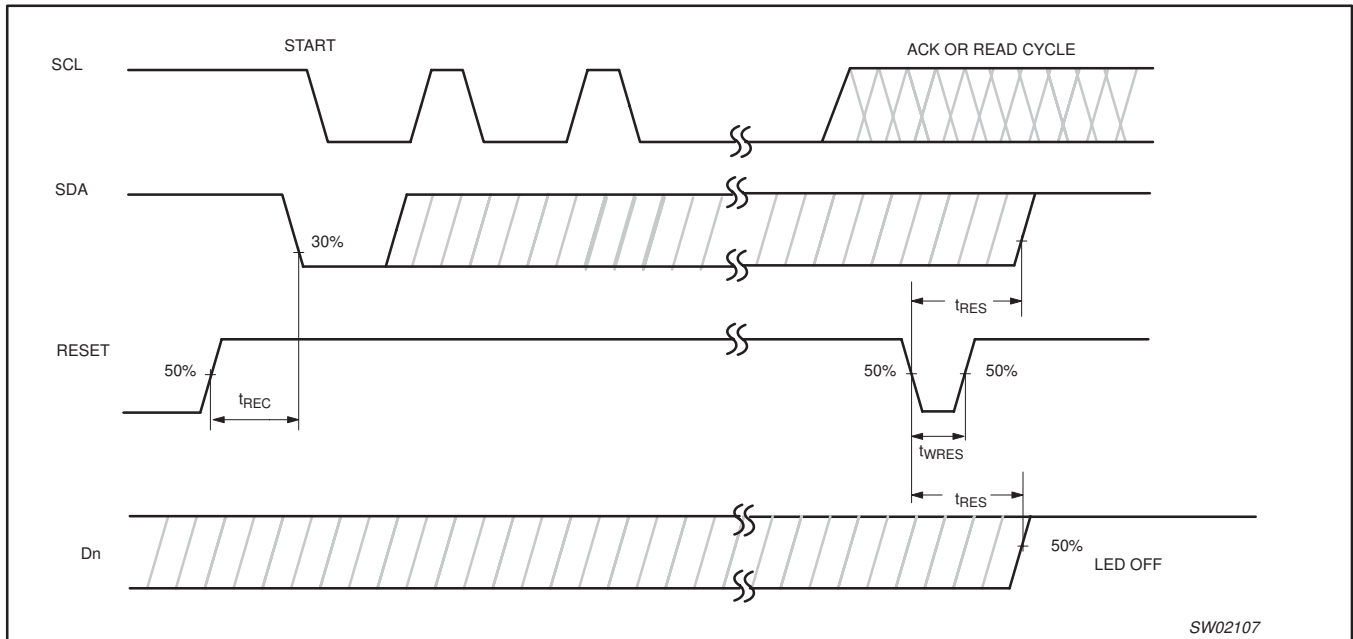 START
ACK OR READ CYCLE
SCL
SDA
30%
tRES
RESET
50%
50%
50%
tREC
tWRES
tRES
Dn
50%
LED OFF
SW02107